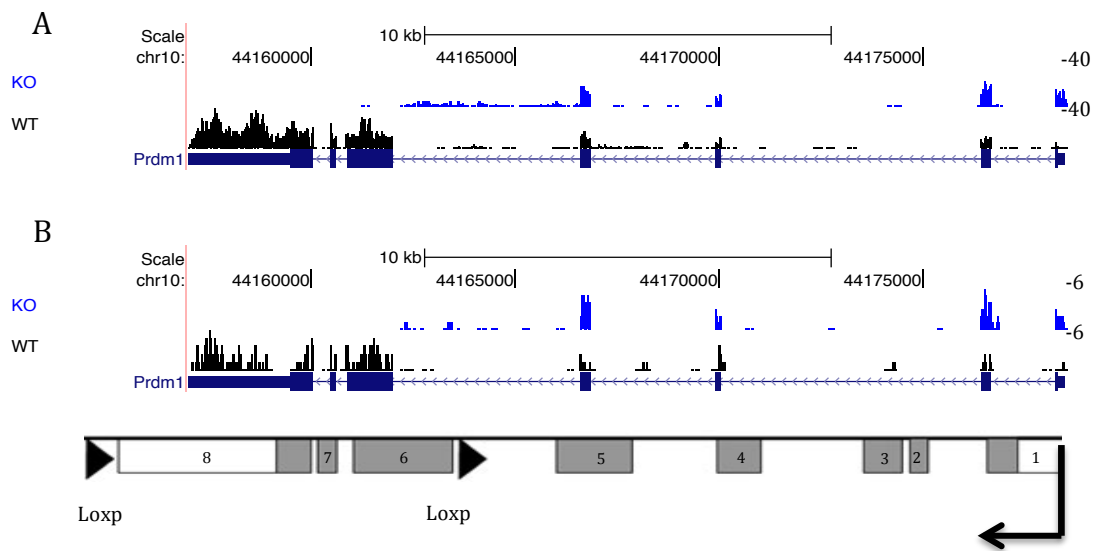 A
Scale 10 kb
chr10: 44160000 44165000 44170000 44175000 -40
KO
-40
WT
Prdm1
B
Scale 10 kb
chr10: 44160000 44165000 44170000 44175000 -6
KO
-6
WT
Prdm1
8 7 6 5 4 3 2 1
Loxp Loxp